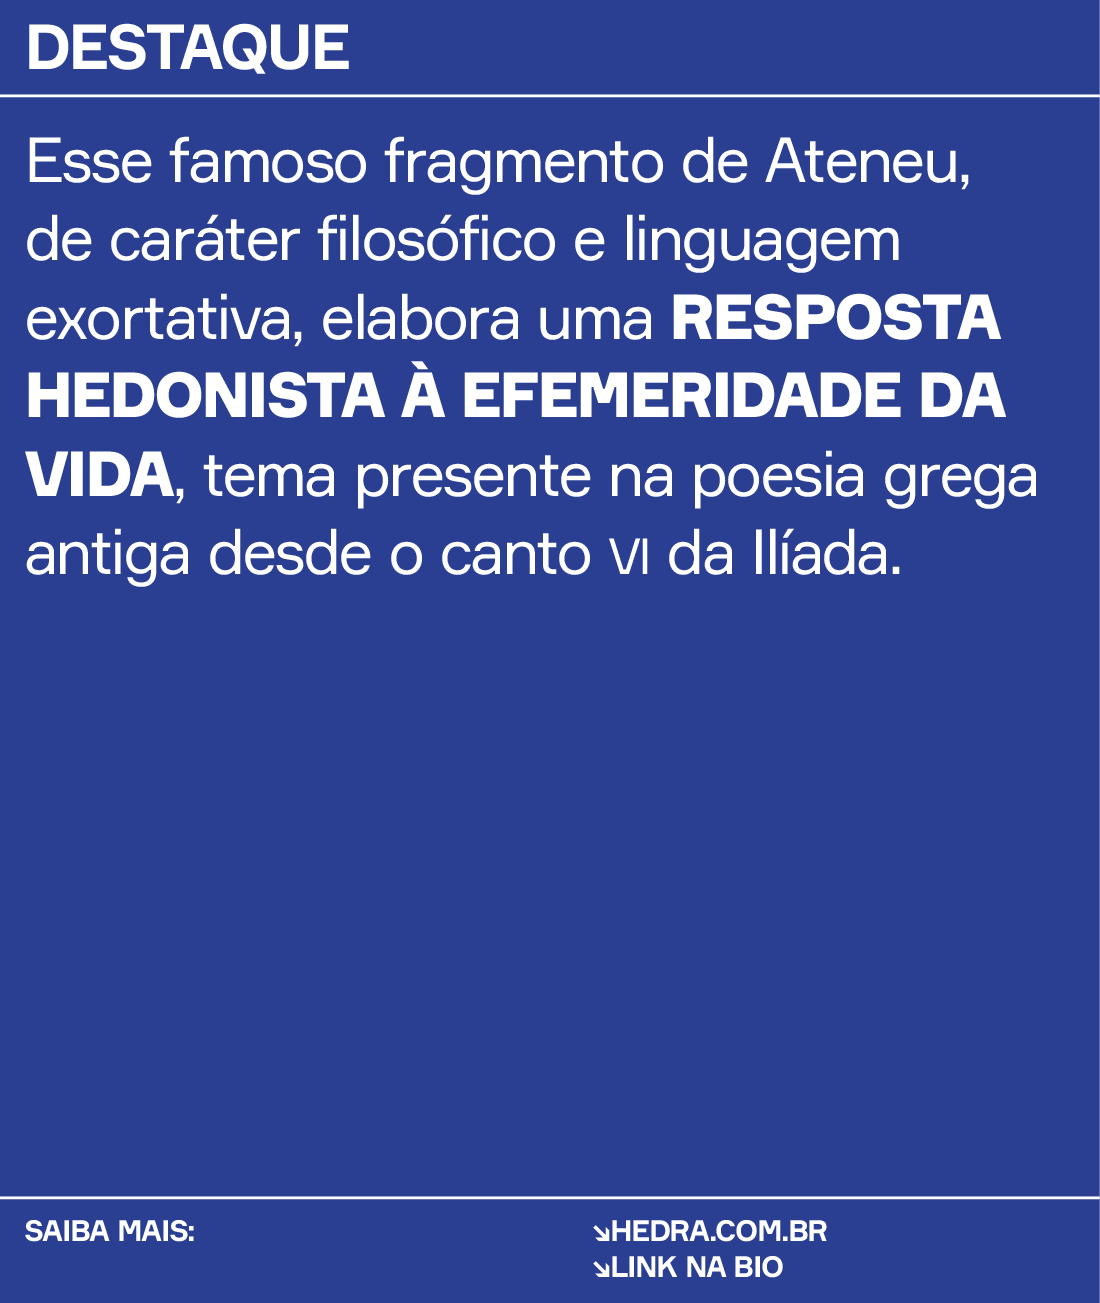 DESTAQUE
Esse famoso fragmento de Ateneu,
de caráter filosófico e linguagem
exortativa, elabora uma RESPOSTA
HEDONISTA À EFEMERIDADE DA
VIDA, tema presente na poesia grega
antiga desde o canto VI da Ilíada.
SAIBA MAIS:
↘HEDRA.COM.BR
↘LINK NA BIO